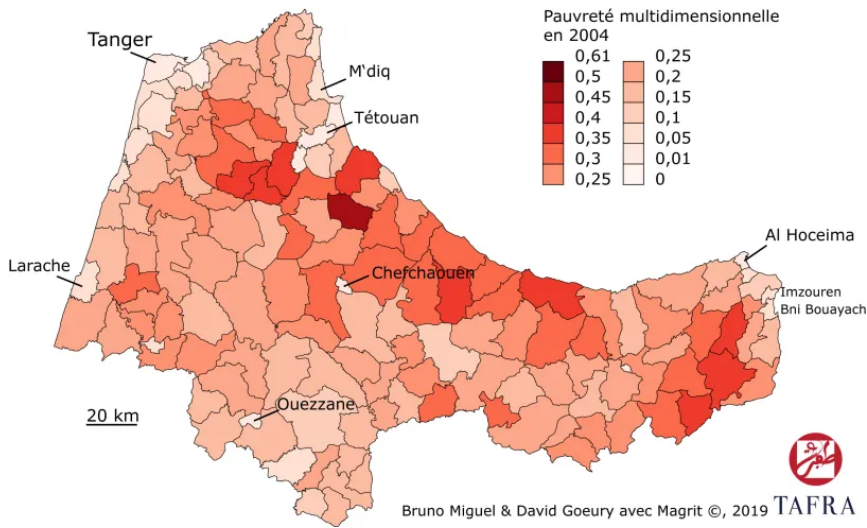 Pauvreté multidimensionnelle
en 2004
0,61
0,5
0,45
0,4
0,35
0,3
0,25
0,25
0,2
0,15
0,1
0,05
0,01
0
Tanger
M'diq
Tétouan
Al Hoceima
Larache
Chefchaouen
Imzouren
Bni Bouayach
Ouezzane
20 km
Bruno Miguel & David Goeury avec Magrit ©, 2019
TAFRA